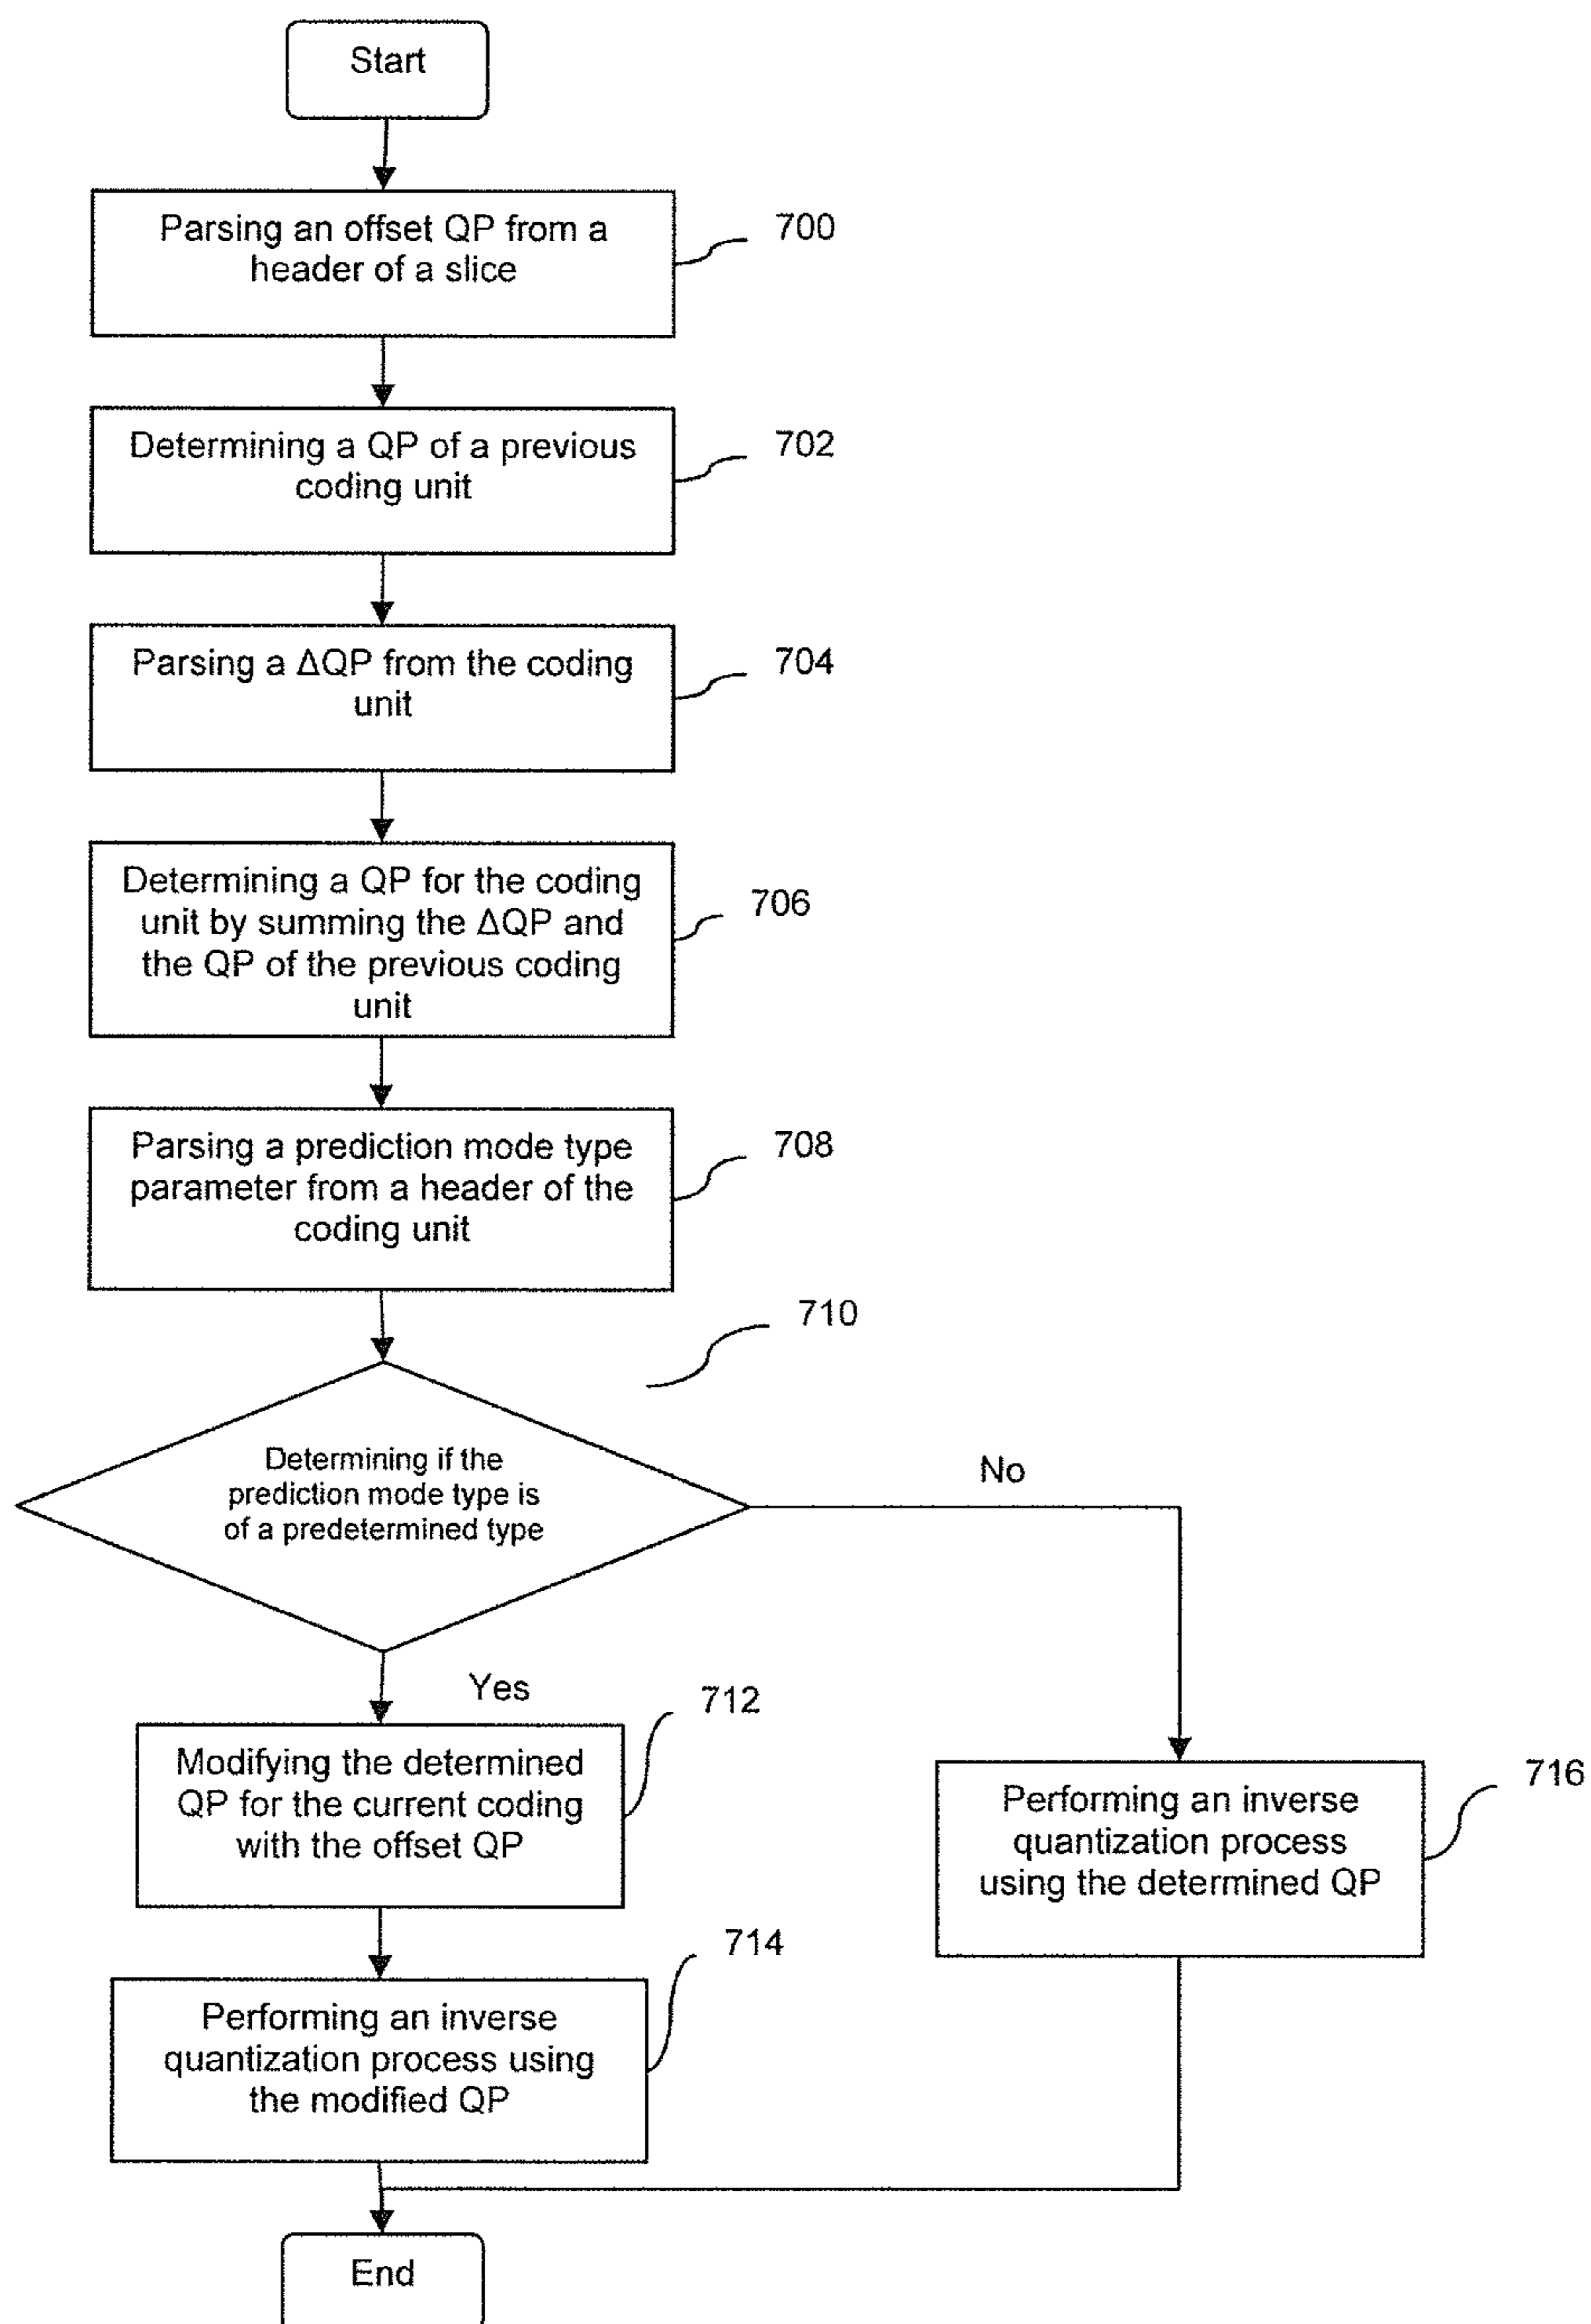 Start
Parsing an offset QP from a
header of a slice
700
Determining a QP of a previous
coding unit
702
Parsing a ΔQP from the coding
unit
704
Determining a QP for the coding
unit by summing the ΔQP and
the QP of the previous coding
unit
706
Parsing a prediction mode type
parameter from a header of the
coding unit
708
710
Determining if the
prediction mode type is
of a predetermined type
No
Yes
712
Modifying the determined
QP for the current coding
with the offset QP
716
Performing an inverse
quantization process
using the determined QP
714
Performing an inverse
quantization process using
the modified QP
End